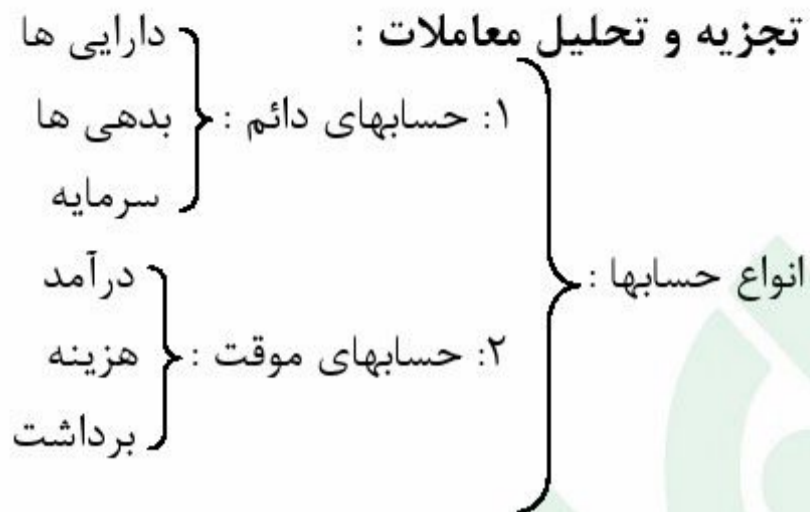 تجزیه و تحلیل معاملات :
انواع حسابها :
۱: حسابهای دائم :
دارایی ها
بدهی ها
سرمایه
۲: حسابهای موقت :
درآمد
هزینه
برداشت